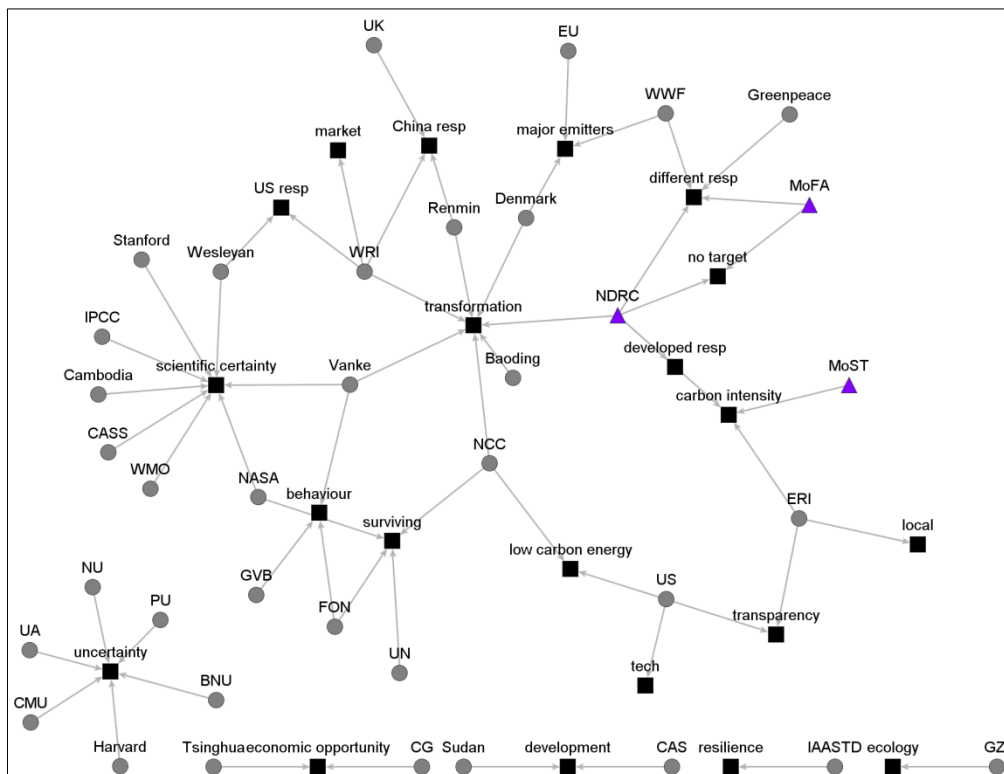 UK
EU
WWF
Greenpeace
market
China resp
major emitters
US resp
different resp
MoFA
Stanford
Wesleyan
WRI
Renmin
Denmark
no target
IPCC
transformation
NDRC
Cambodia
scientific certainty
Vanke
Baoding
developed resp
MoST
carbon intensity
CASS
WMO
NASA
NCC
behaviour
surviving
ERI
local
low carbon energy
GVB
FON
US
transparency
NU
PU
UA
uncertainty
UN
tech
CMU
BNU
Harvard
Tsinghua
economic opportunity
CG
Sudan
development
CAS
resilience
IAASTD
ecology
GZ